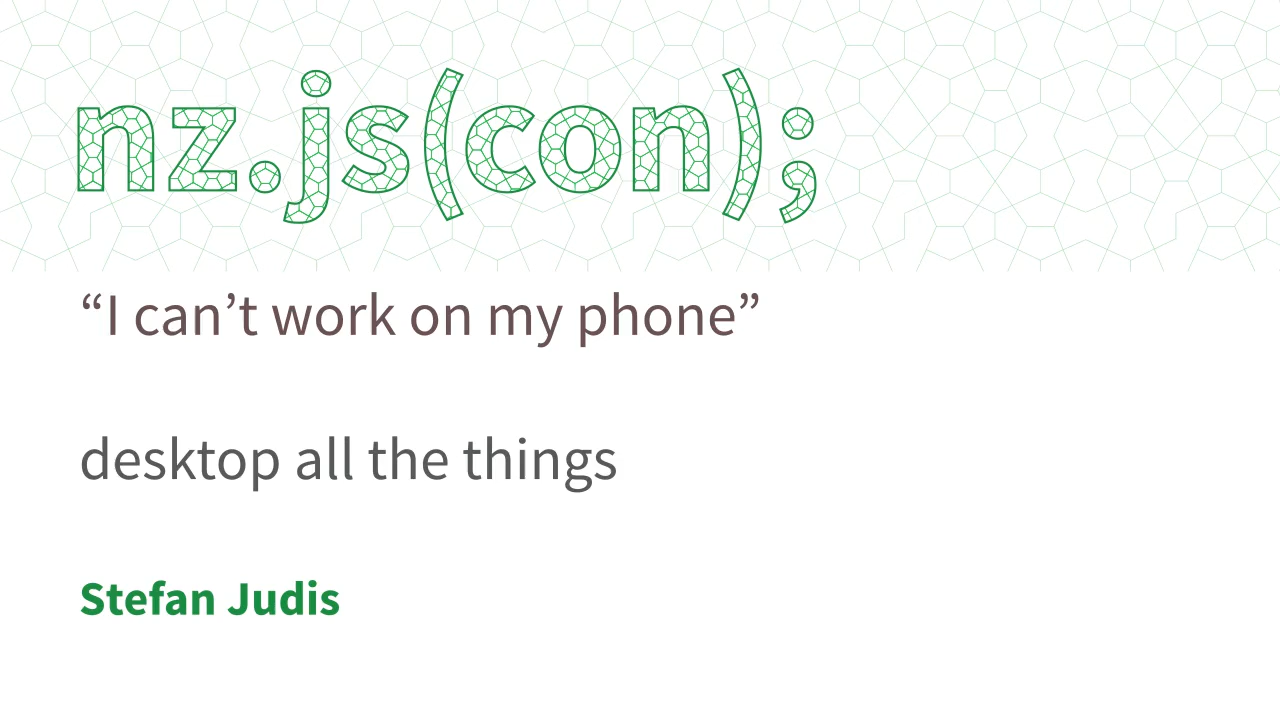 nz.js(con);
“I can’t work on my phone”
desktop all the things
Stefan Judis